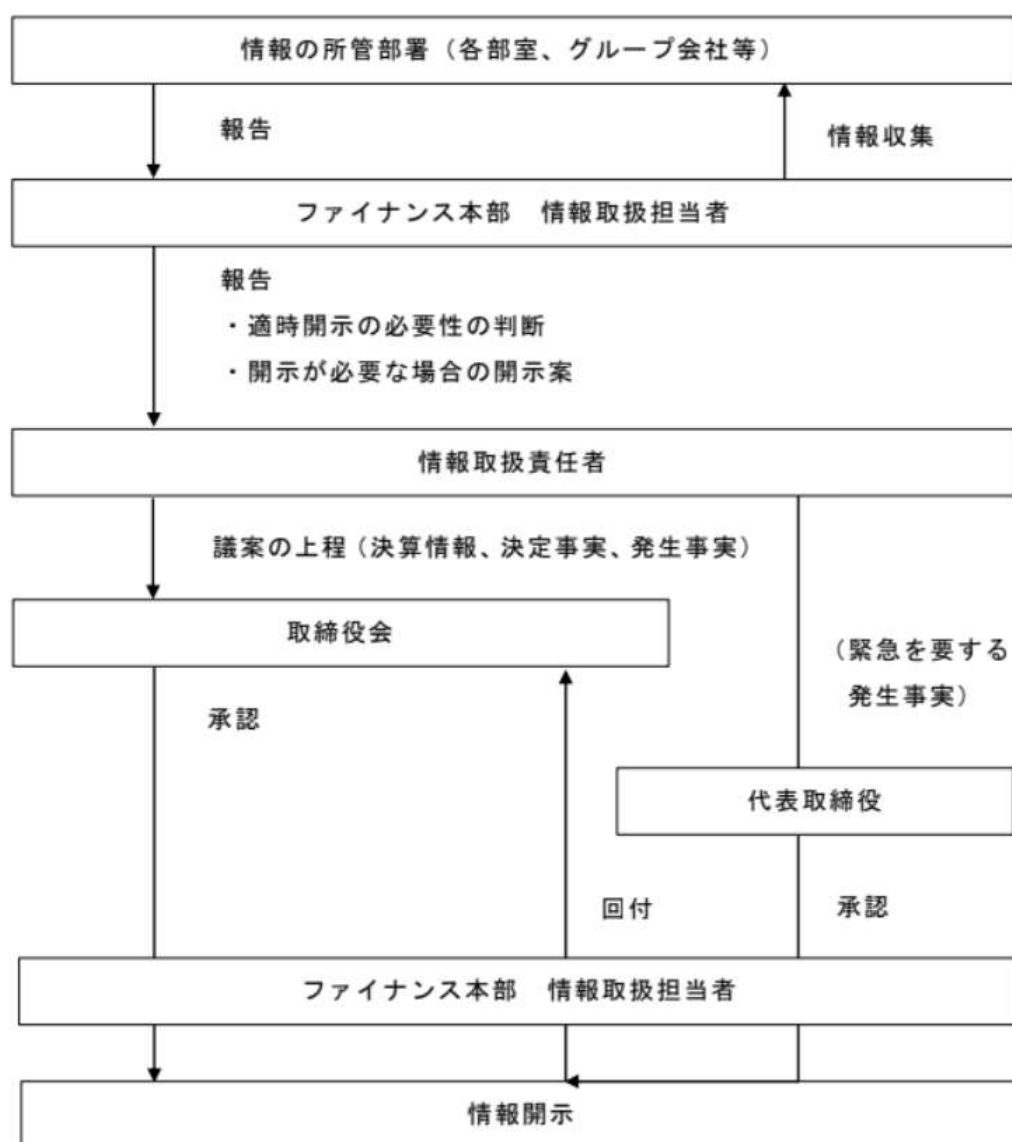 情報の所管部署（各部室、グループ会社等）
報告
情報収集
ファイナンス本部　情報取扱担当者
報告
・適時開示の必要性の判断
・開示が必要な場合の開示案
情報取扱責任者
議案の上程（決算情報、決定事実、発生事実）
取締役会
（緊急を要する
発生事実）
承認
代表取締役
回付
承認
ファイナンス本部　情報取扱担当者
情報開示